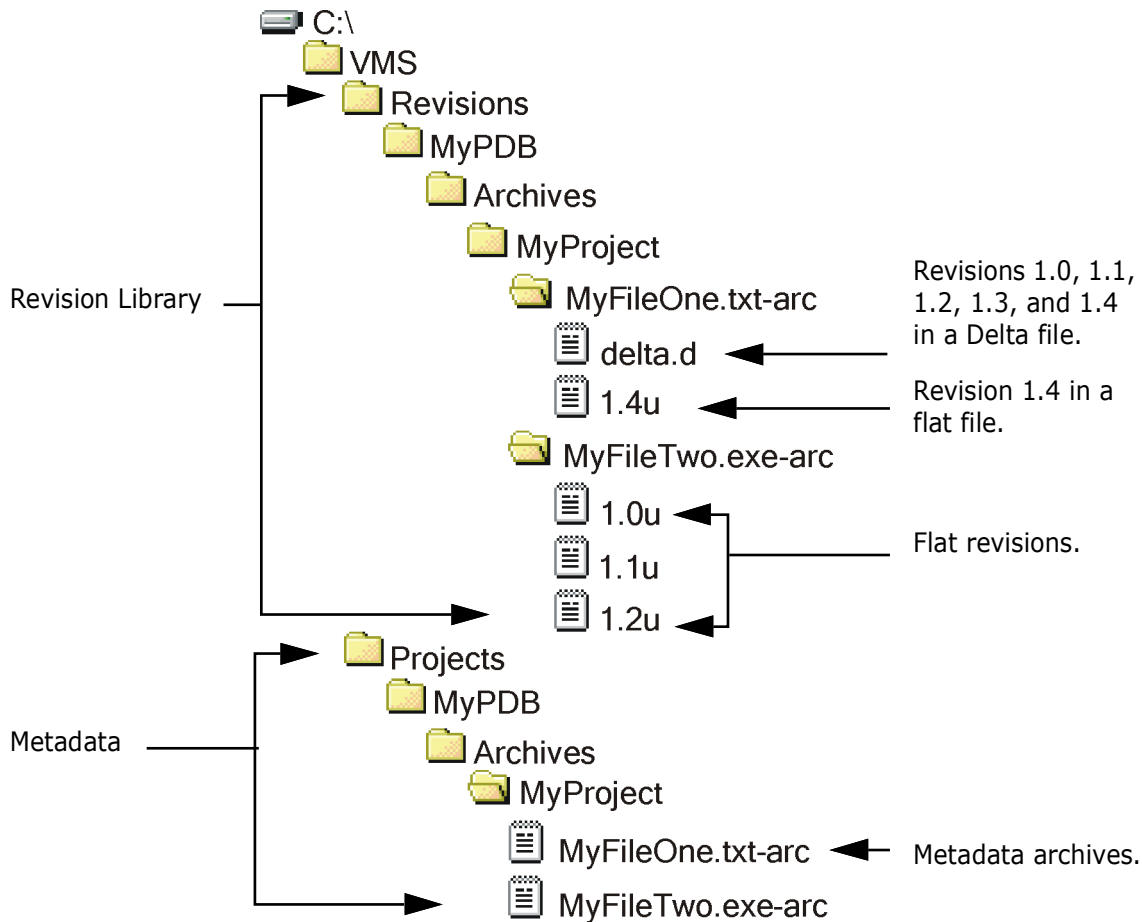 C:\
VMS
Revisions
MyPDB
Archives
MyProject
Revision Library
MyFileOne.txt-arc
Revisions 1.0, 1.1,
1.2, 1.3, and 1.4
in a Delta file.
delta.d
1.4u
Revision 1.4 in a
flat file.
MyFileTwo.exe-arc
1.0u
Flat revisions.
1.1u
1.2u
Projects
MyPDB
Metadata
Archives
MyProject
MyFileOne.txt-arc
Metadata archives.
MyFileTwo.exe-arc